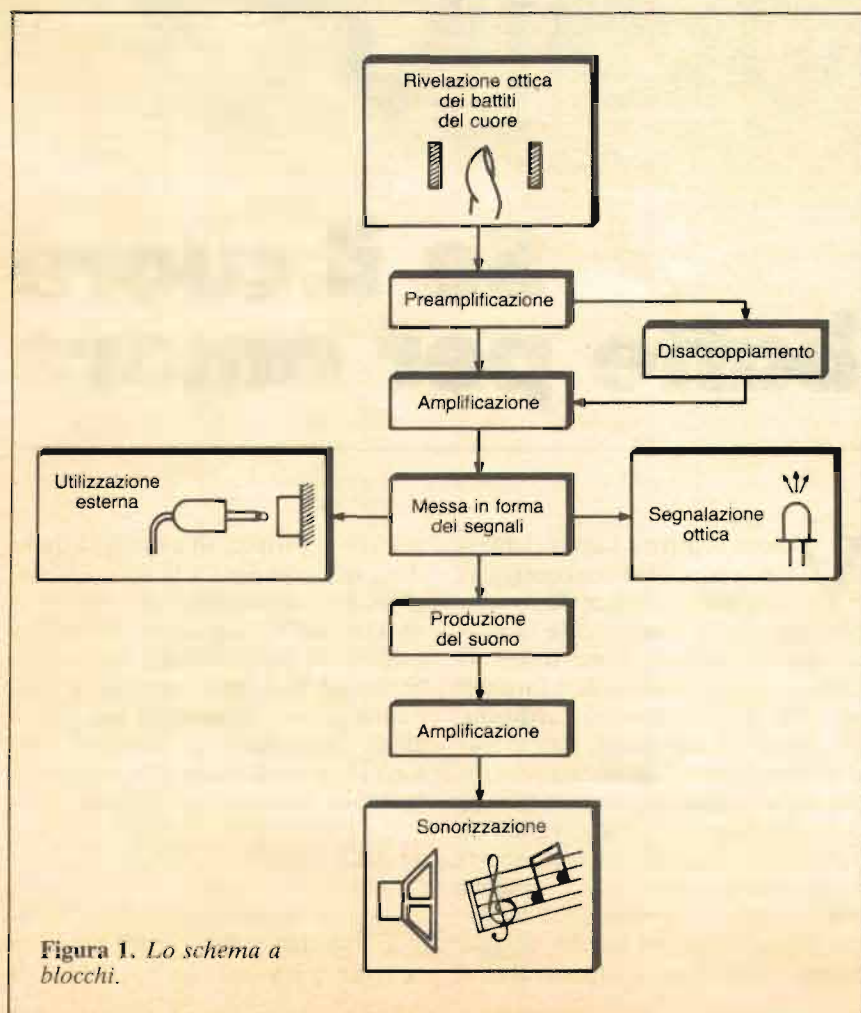 Rivelazione ottica
dei battiti
del cuore
Preamplificazione
Disaccoppiamento
Amplificazione
Utilizzazione
esterna
Messa in forma
dei segnali
Segnalazione
ottica
Produzione
del suono
Amplificazione
Sonorizzazione
Figura 1. Lo schema a
blocchi.